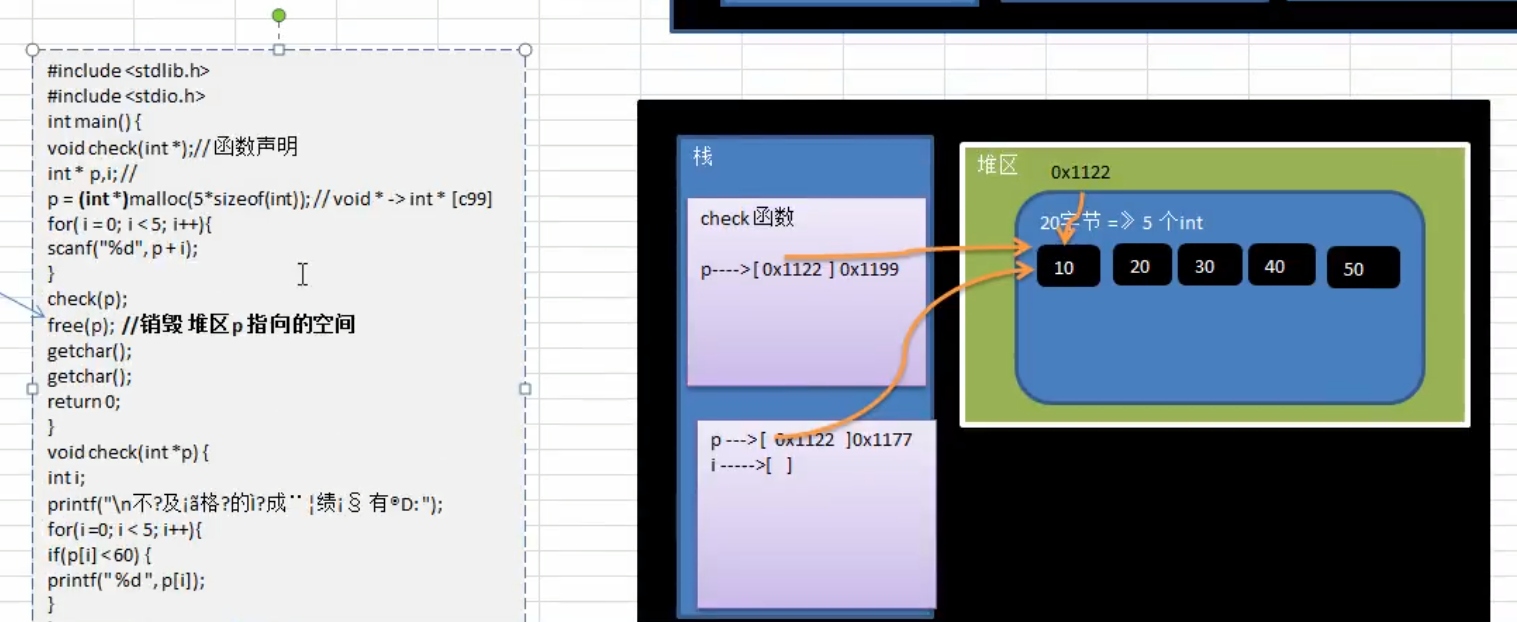 #include <stdlib.h>
#include <stdio.h>
int main() {
void check(int *);// 函数声明
int * p,i; //
p = (int *)malloc(5*sizeof(int)); // void * -> int * [c99]
for( i = 0; i < 5; i++){
scanf("%d", p + i);
}
check(p);
free(p); //销毁 堆区 p 指向的空间
getchar();
getchar();
return 0;
}
void check(int *p) {
int i;
printf("\n不?及¡ã格?的Ì?成¨¦绩¡§ 有®D: ");
for(i =0; i < 5; i++){
if(p[i] <60) {
printf(" %d ", p[i]);
}
栈
check 函数
p---->[ 0x1122 ] 0x1199
p --->[ 0x1122 ]0x1177
i ----->[ ]
堆区
0x1122
20字节 =》 5 个int
10 20 30 40 50